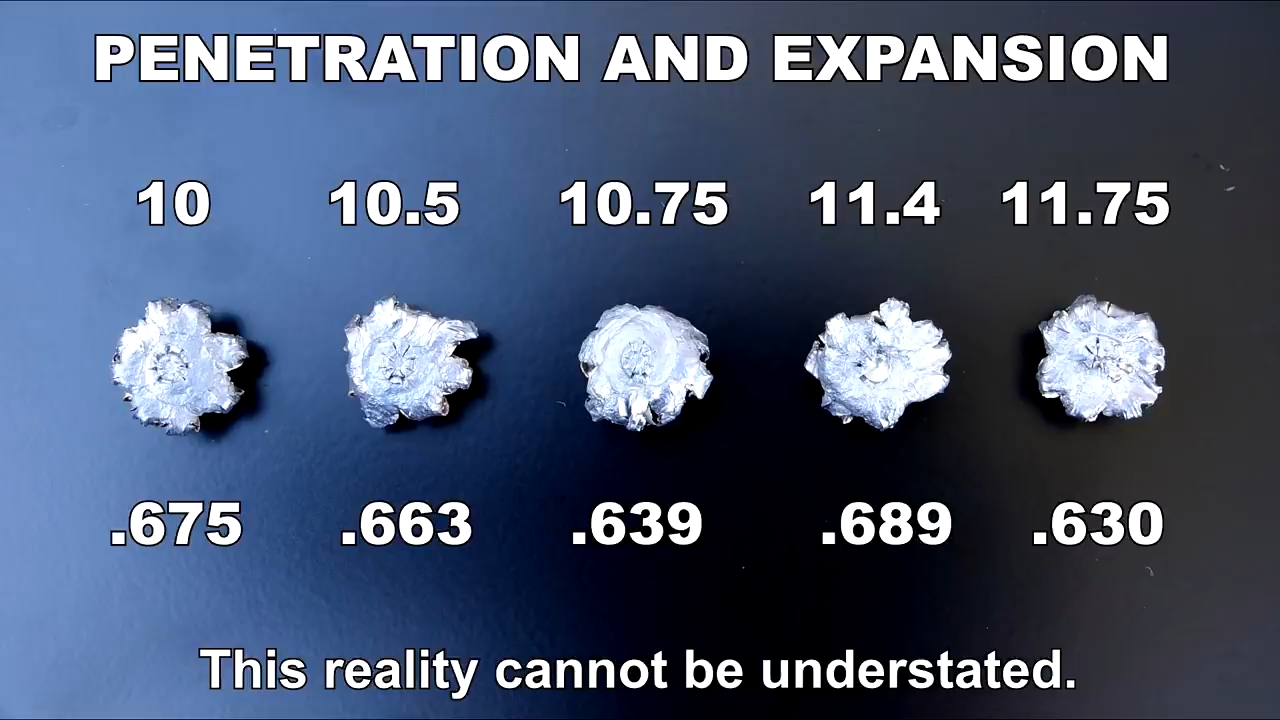 PENETRATION AND EXPANSION
10 10.5 10.75 11.4 11.75
.675 .663 .639 .689 .630
This reality cannot be understated.